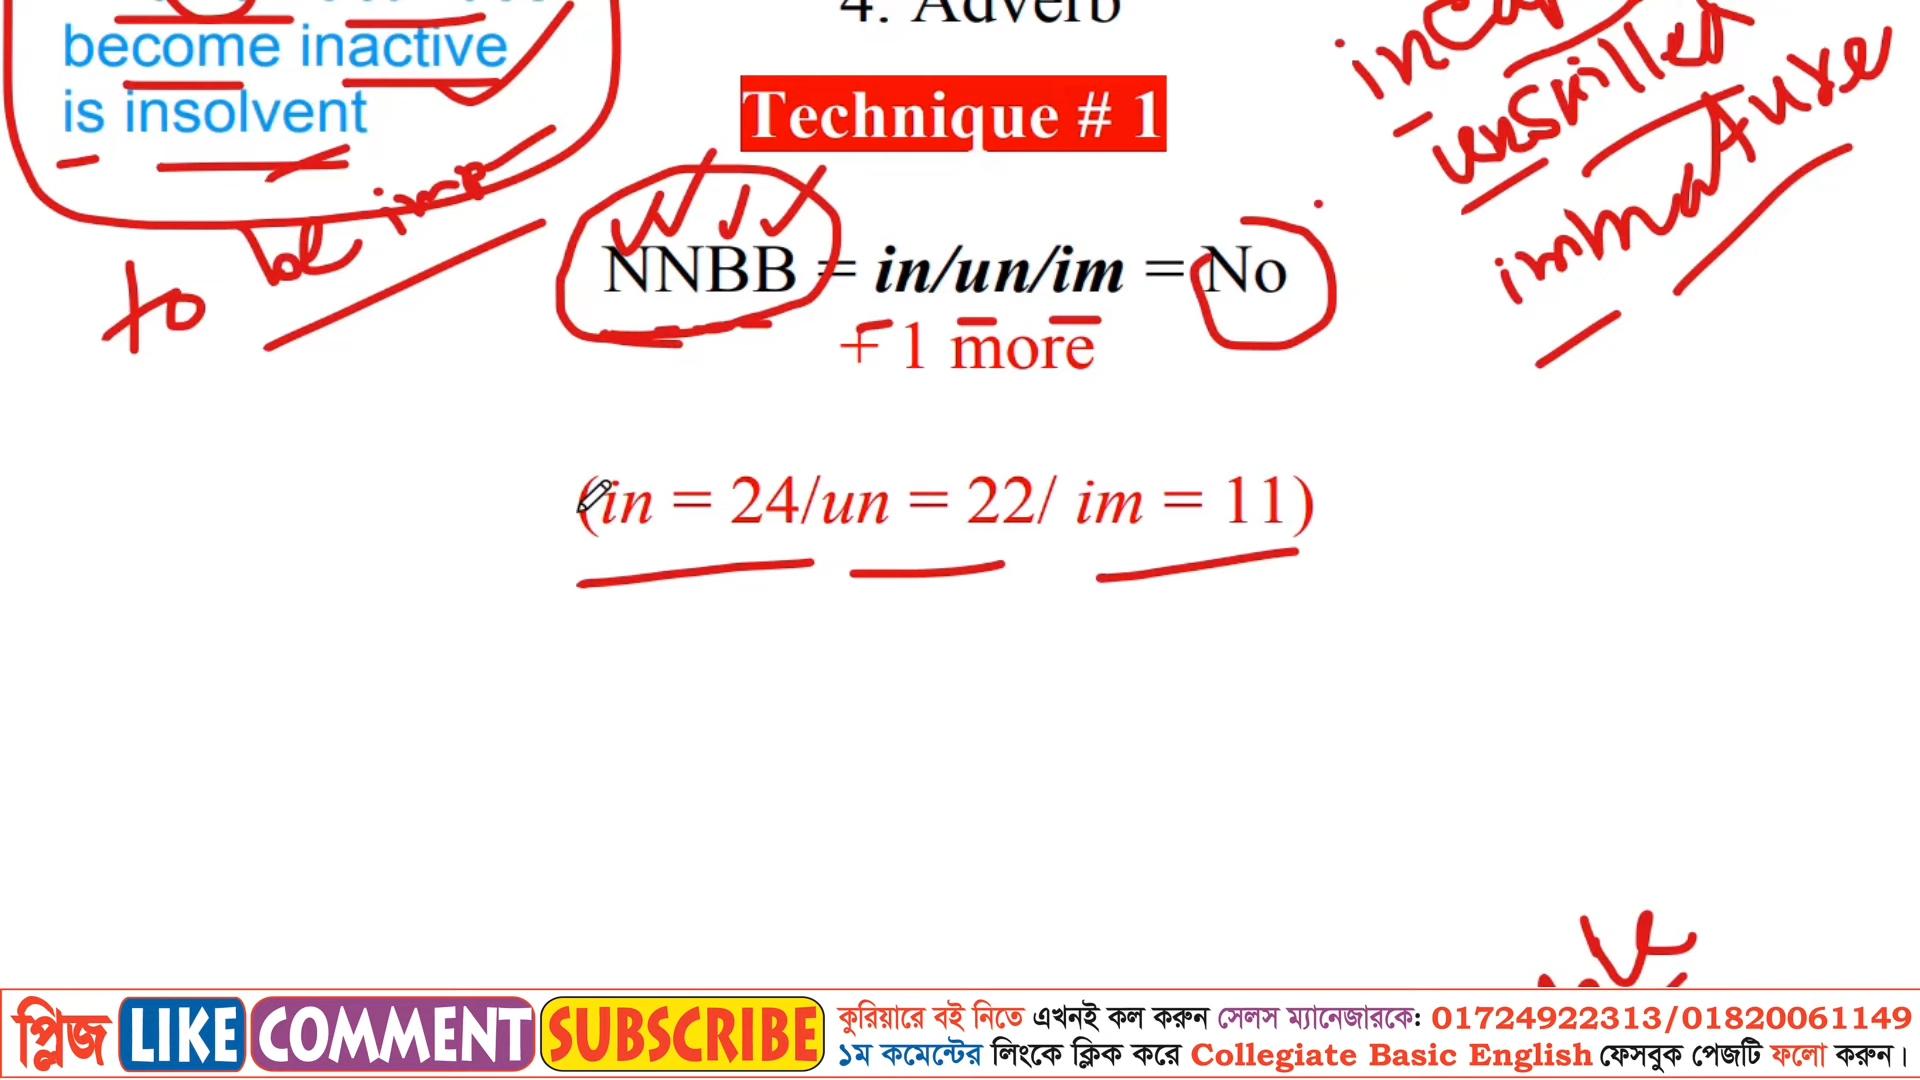 become inactive
is insolvent
to be imp
4. Adverb
Technique # 1
NNBB = in/un/im = No
+ 1 more
(in = 24/un = 22/ im = 11)
unskilled
immature
প্লিজ LIKE COMMENT SUBSCRIBE
কুরিয়ারে বই নিতে এখনই কল করুন সেলস ম্যানেজারকে: 01724922313/01820061149
১ম কমেন্টের লিংকে ক্লিক করে Collegiate Basic English ফেসবুক পেজটি ফলো করুন।